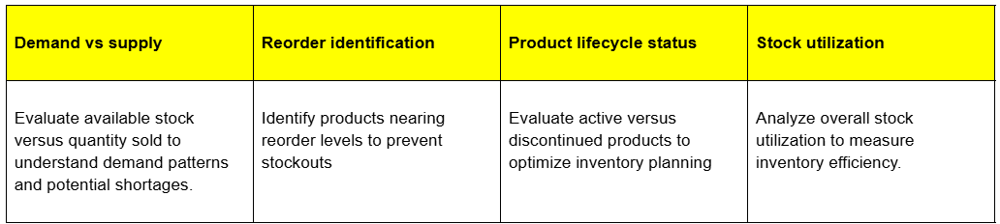 Demand vs supply
Reorder identification
Product lifecycle status
Stock utilization
Evaluate available stock
versus quantity sold to
understand demand patterns
and potential shortages.
Identify products nearing
reorder levels to prevent
stockouts
Evaluate active versus
discontinued products to
optimize inventory planning
Analyze overall stock
utilization to measure
inventory efficiency.